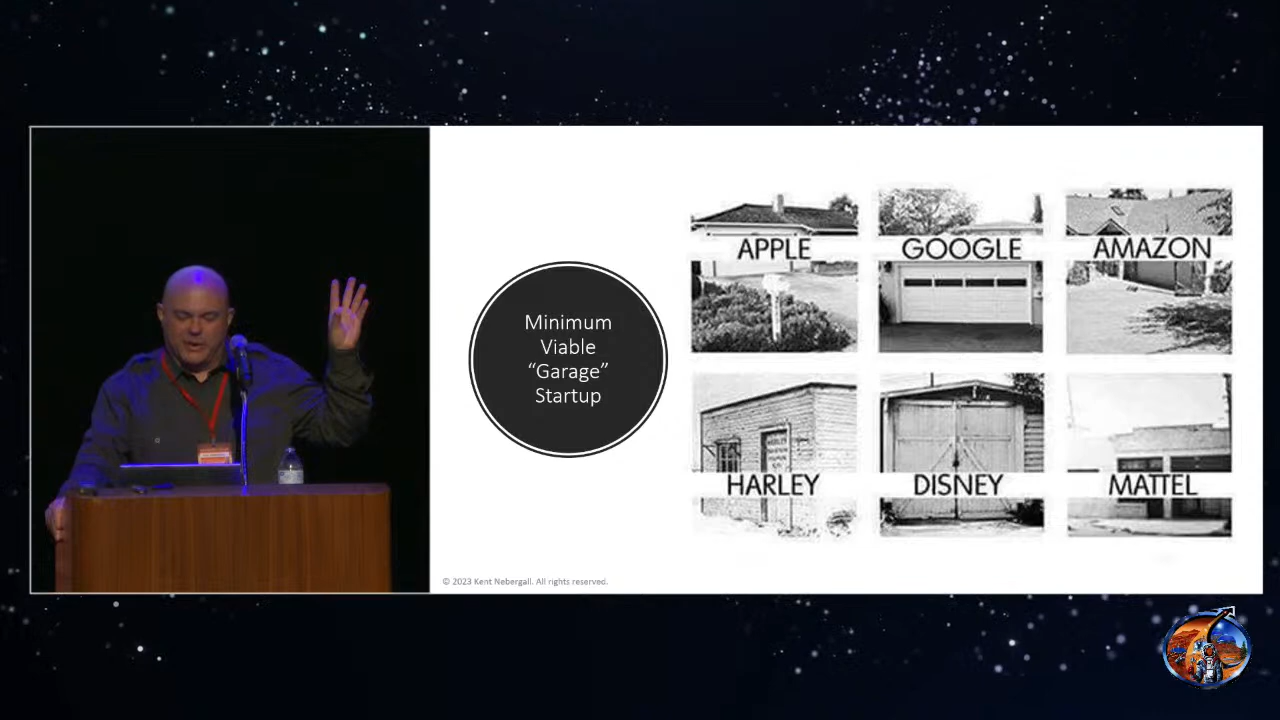 Minimum
Viable
“Garage”
Startup
APPLE
GOOGLE
AMAZON
HARLEY
DISNEY
MATTEL
© 2023 Kent Nebergall. All rights reserved.